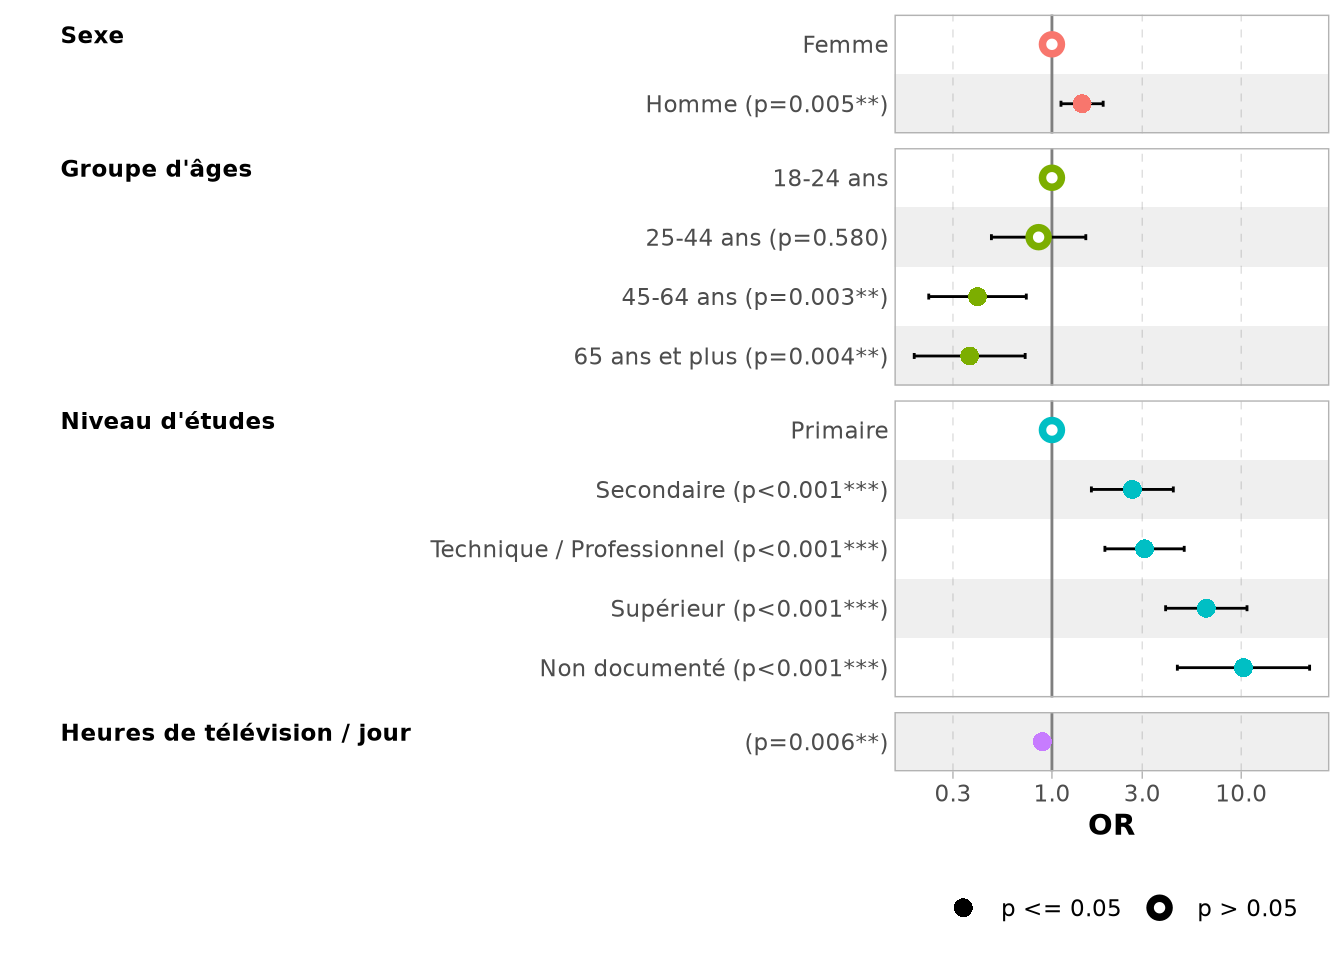 Sexe
Femme
Homme (p=0.005**)
Groupe d'âges
18-24 ans
25-44 ans (p=0.580)
45-64 ans (p=0.003**)
65 ans et plus (p=0.004**)
Niveau d'études
Primaire
Secondaire (p<0.001***)
Technique / Professionnel (p<0.001***)
Supérieur (p<0.001***)
Non documenté (p<0.001***)
Heures de télévision / jour
(p=0.006**)
0.3 1.0 3.0 10.0
OR
p <= 0.05 p > 0.05